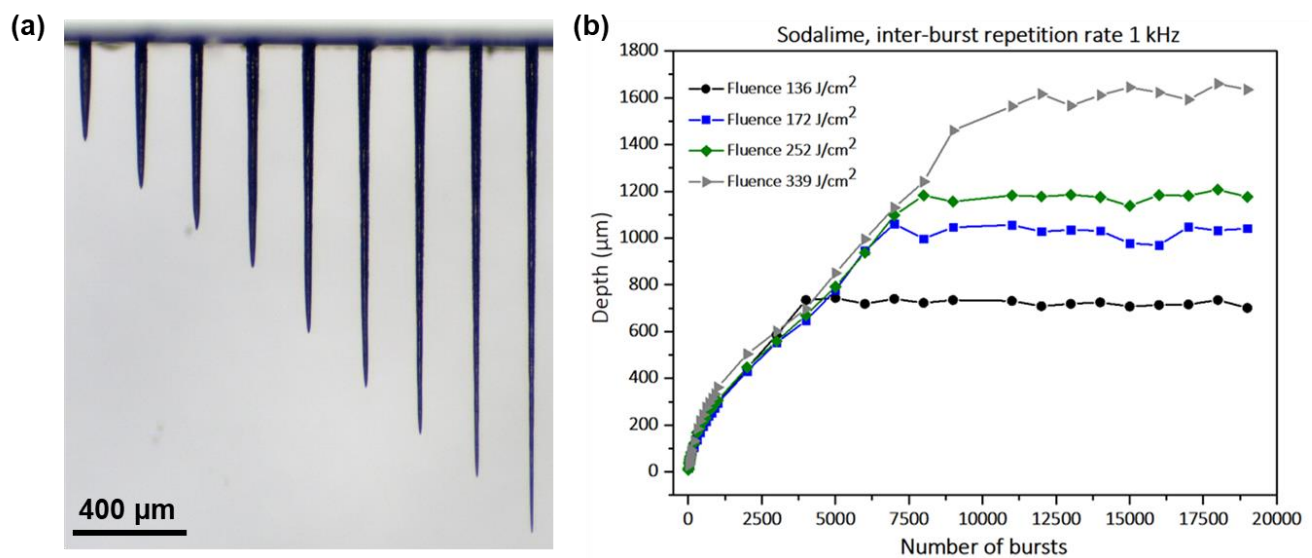 (a)
400 µm
(b)
Sodalime, inter-burst repetition rate 1 kHz
Fluence 136 J/cm²
Fluence 172 J/cm²
Fluence 252 J/cm²
Fluence 339 J/cm²
Depth (µm)
1800
1600
1400
1200
1000
800
600
400
200
0
0 2500 5000 7500 10000 12500 15000 17500 20000
Number of bursts